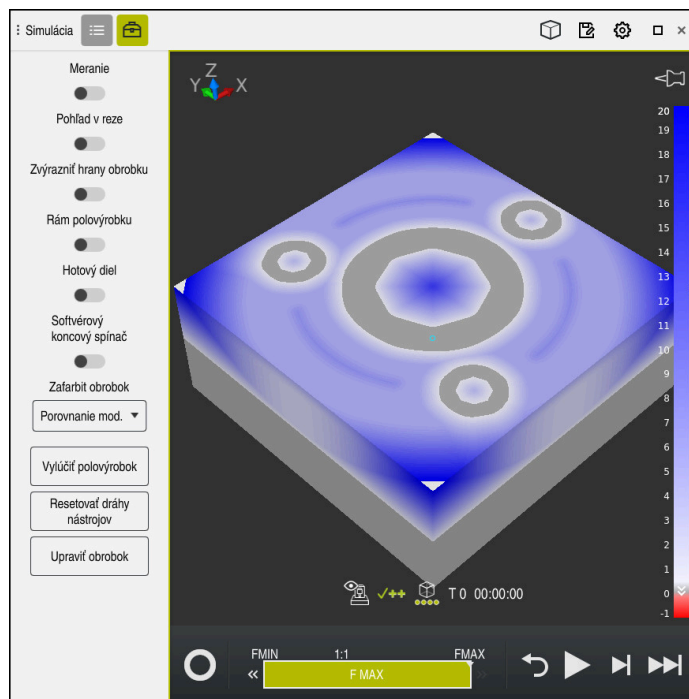 Simulácia
Meranie
Pohľad v reze
Zvýrazniť hrany obrobku
Rám polovýrobku
Hotový diel
Softvérový
koncový spínač
Zafarbit obrobok
Porovnanie mod.
Vylúčiť polovýrobok
Resetovať dráhy
nástrojov
Upraviť obrobok
Z
Y
X
20
19
18
17
16
15
14
13
12
11
10
9
8
7
6
5
4
3
2
1
0
-1
T 0 00:00:00
FMIN 1:1 FMAX
F MAX